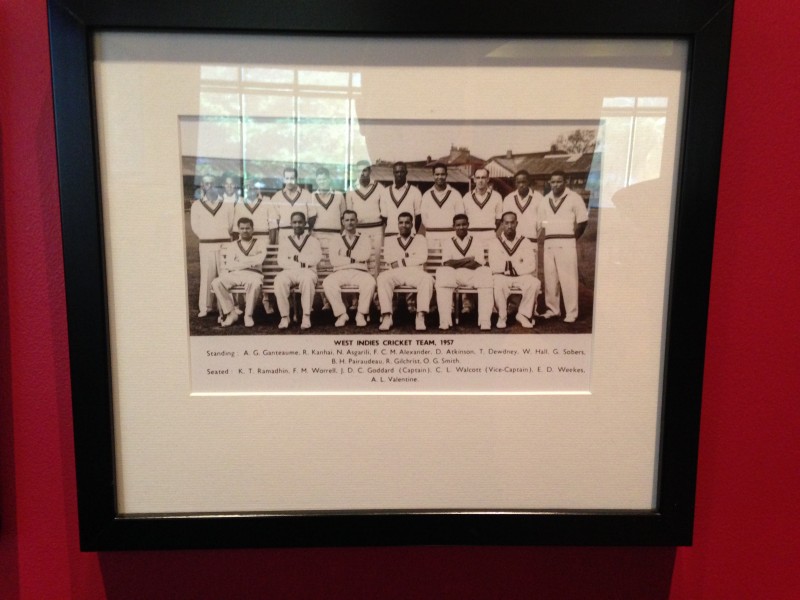 WEST INDIES CRICKET TEAM, 1957
Standing : A. G. Ganteaume, R. Kanhai, N. Asgarili, F. C. M. Alexander, D. Atkinson, T. Dewdney, W. Hall, G. Sobers,
B. H. Pairaudeau, R. Gilchrist, O. G. Smith.
Seated : K. T. Ramadhin, F. M. Worrell, J. D. C. Goddard (Captain), C. L. Walcott (Vice-Captain), E. D. Weekes,
A. L. Valentine.